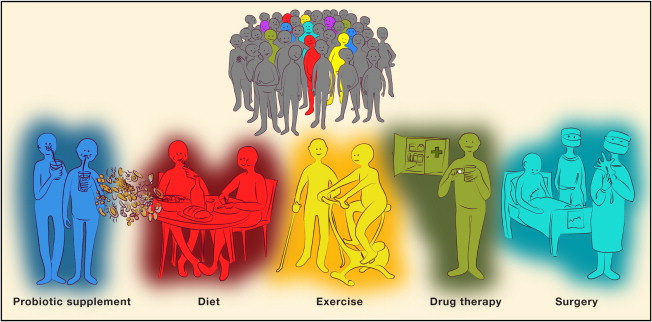 Probiotic supplement
Diet
Exercise
Drug therapy
Surgery